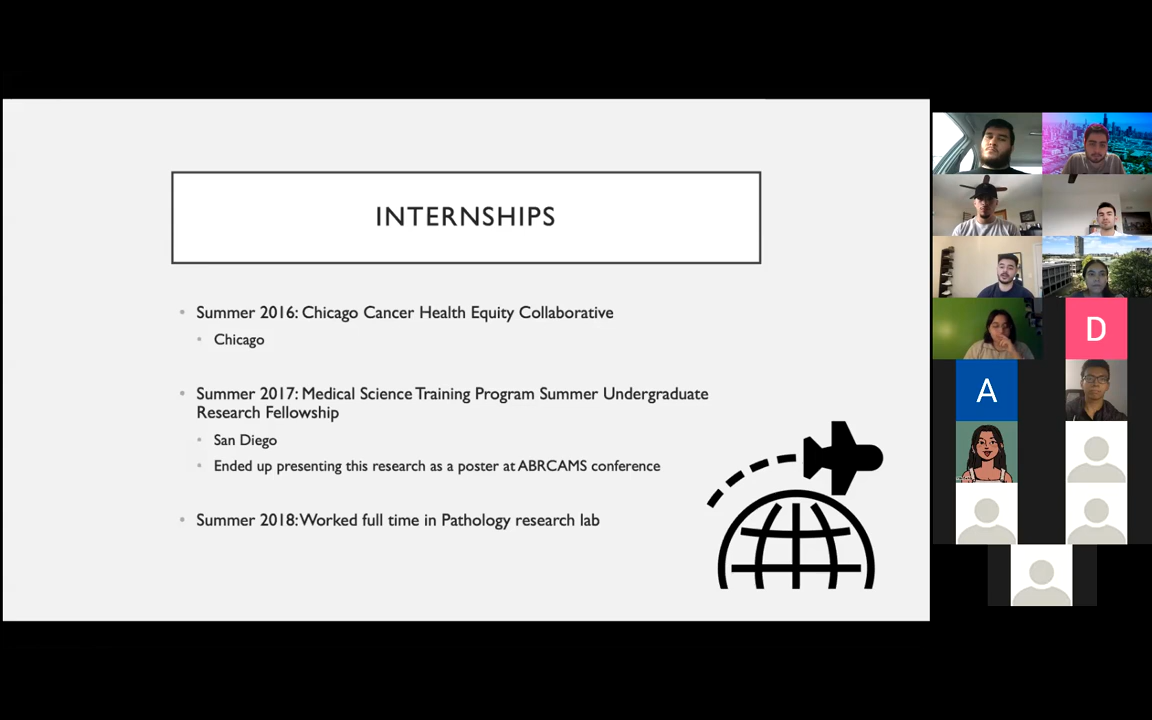 INTERNSHIPS
Summer 2016: Chicago Cancer Health Equity Collaborative
Chicago
Summer 2017: Medical Science Training Program Summer Undergraduate
Research Fellowship
San Diego
Ended up presenting this research as a poster at ABRCAMS conference
Summer 2018: Worked full time in Pathology research lab
D
A